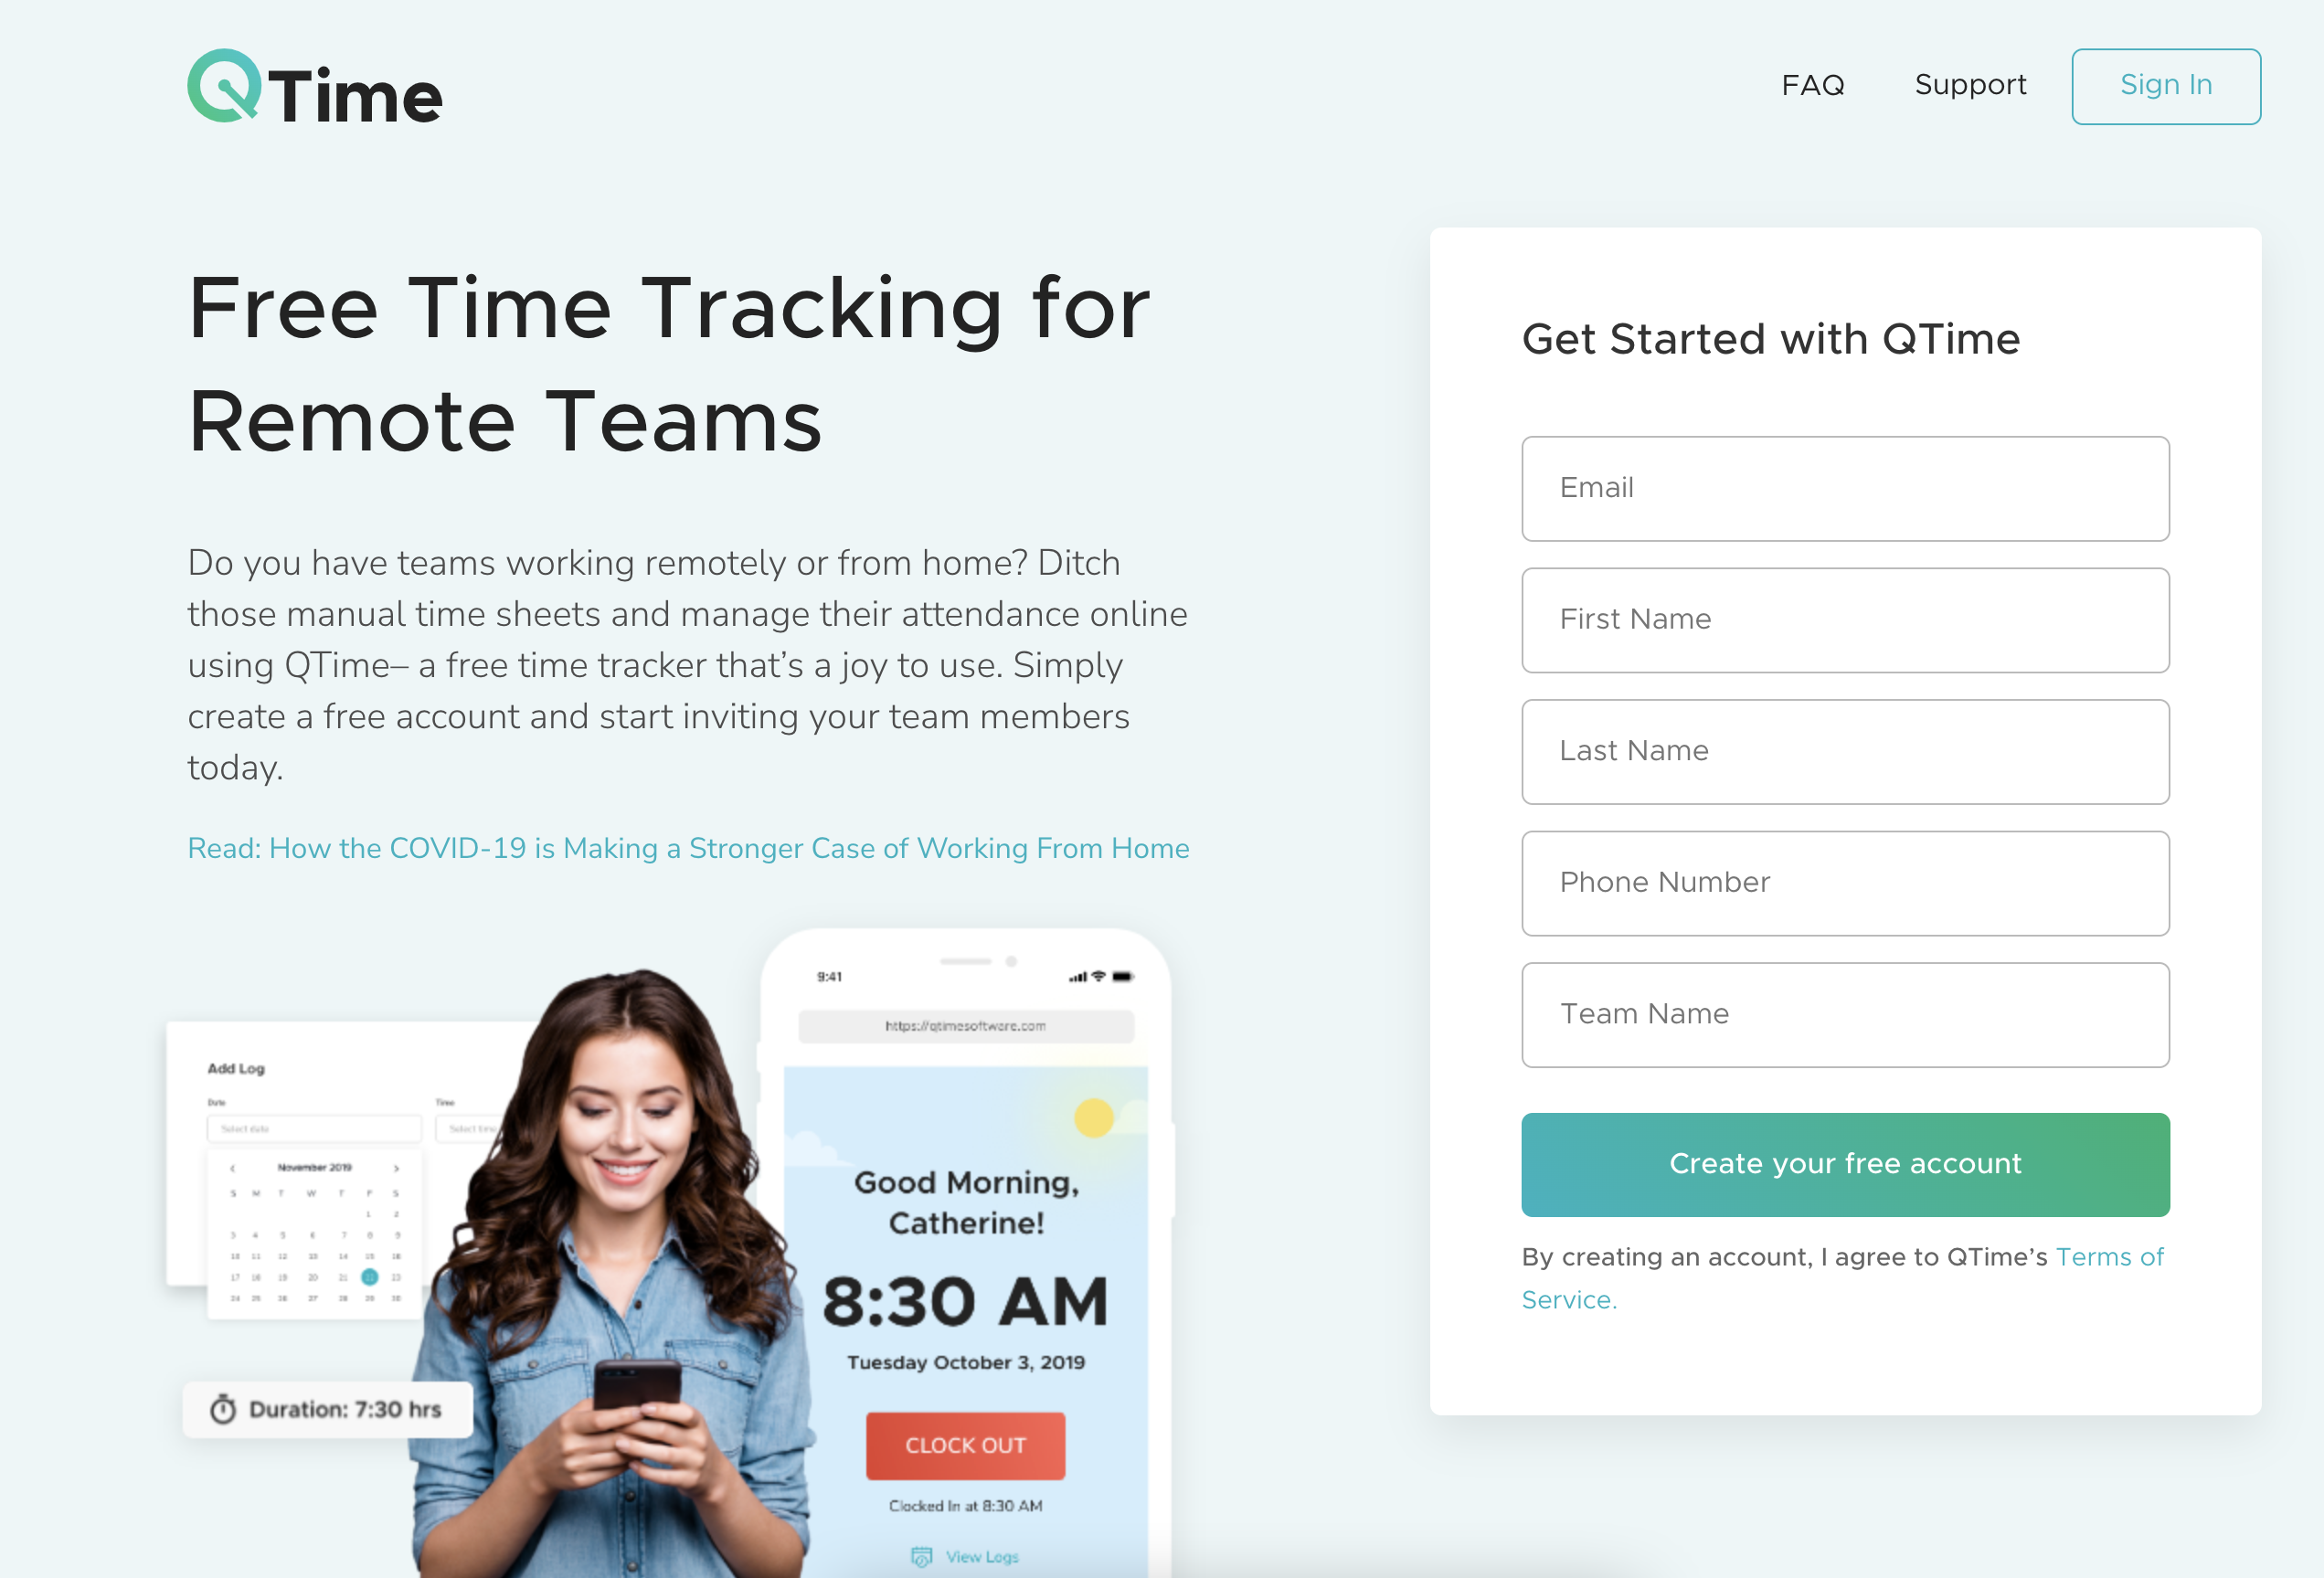 QTime
FAQ
Support
Sign In
Free Time Tracking for
Remote Teams
Do you have teams working remotely or from home? Ditch
those manual time sheets and manage their attendance online
using QTime– a free time tracker that’s a joy to use. Simply
create a free account and start inviting your team members
today.
Read: How the COVID-19 is Making a Stronger Case of Working From Home
Add Log
Date
Time
Select date
Select time
November 2019
S M T W T F S
1 2
3 4 5 6 7 8 9
10 11 12 13 14 15 16
17 18 19 20 21 23
24 25 26 27 28 29 30
Duration: 7:30 hrs
9:41
https://qtimesoftware.com
Good Morning,
Catherine!
8:30 AM
Tuesday October 3, 2019
CLOCK OUT
Clocked In at 8:30 AM
View Logs
Get Started with QTime
Email
First Name
Last Name
Phone Number
Team Name
Create your free account
By creating an account, I agree to QTime’s Terms of
Service.